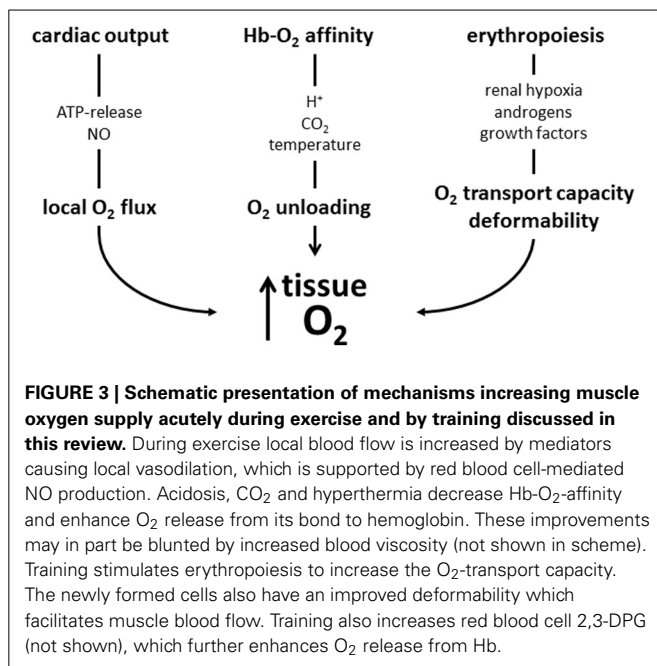 cardiac output
Hb-O₂ affinity
erythropoiesis
ATP-release
NO
H⁺
CO₂
temperature
renal hypoxia
androgens
growth factors
local O₂ flux
O₂ unloading
O₂ transport capacity
deformability
tissue
O₂
FIGURE 3 | Schematic presentation of mechanisms increasing muscle
oxygen supply acutely during exercise and by training discussed in
this review. During exercise local blood flow is increased by mediators
causing local vasodilation, which is supported by red blood cell-mediated
NO production. Acidosis, CO₂ and hyperthermia decrease Hb-O₂-affinity
and enhance O₂ release from its bond to hemoglobin. These improvements
may in part be blunted by increased blood viscosity (not shown in scheme).
Training stimulates erythropoiesis to increase the O₂-transport capacity.
The newly formed cells also have an improved deformability which
facilitates muscle blood flow. Training also increases red blood cell 2,3-DPG
(not shown), which further enhances O₂ release from Hb.